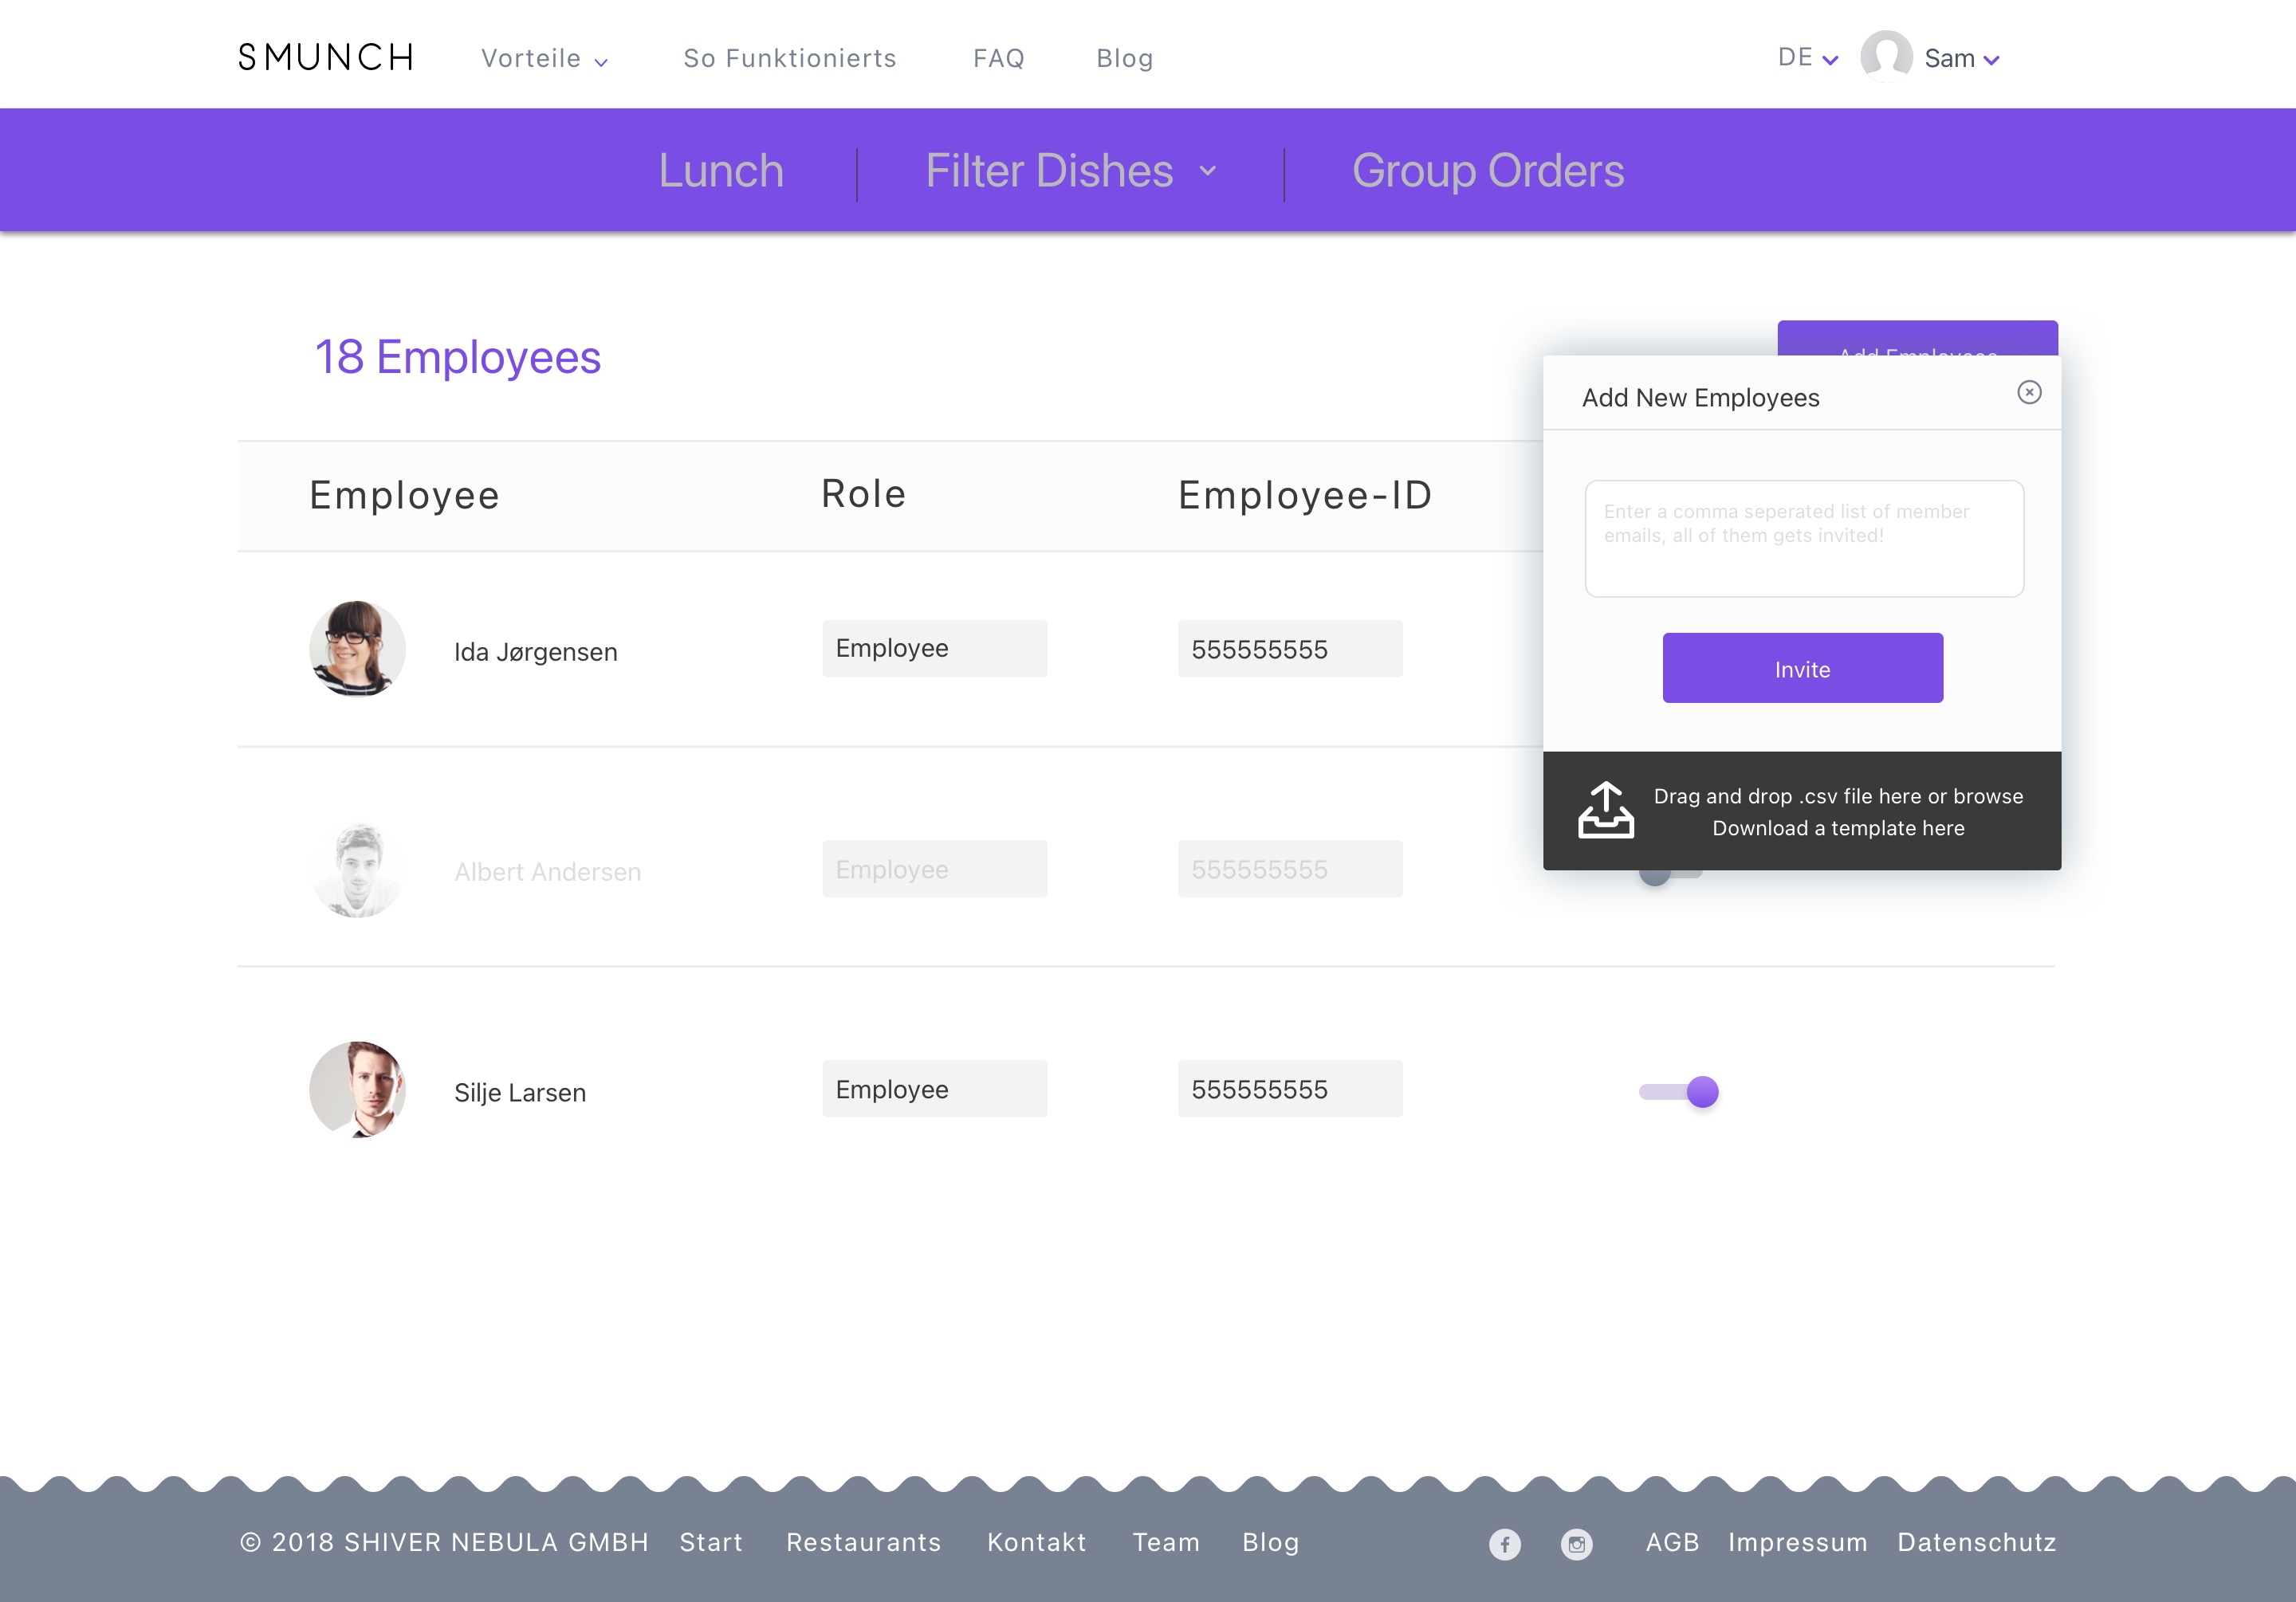 SMUNCH Vorteile So Funktionierts FAQ Blog DE Sam
Lunch Filter Dishes Group Orders
18 Employees
Add Employees
Add New Employees
Employee Role Employee-ID
Enter a comma seperated list of member
emails, all of them gets invited!
Ida Jørgensen Employee 555555555
Invite
Drag and drop .csv file here or browse
Download a template here
Albert Andersen Employee 555555555
Silje Larsen Employee 555555555
© 2018 SHIVER NEBULA GMBH Start Restaurants Kontakt Team Blog AGB Impressum Datenschutz